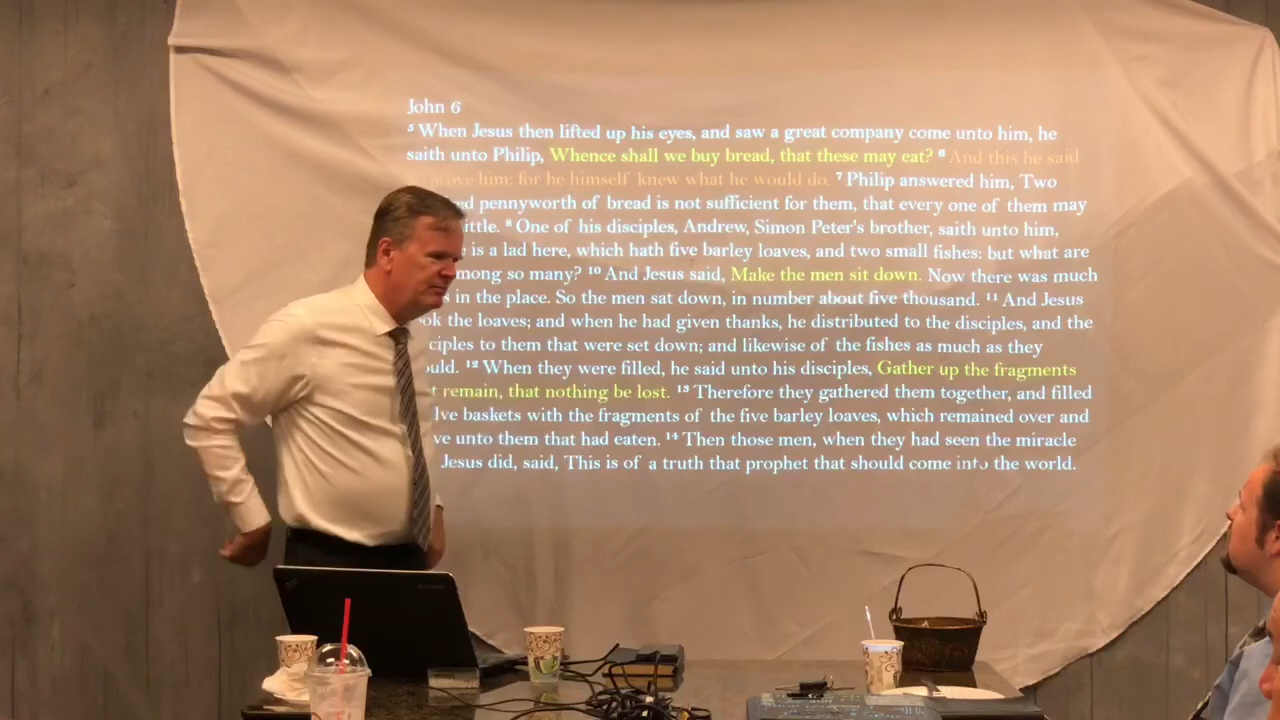 John 6
5 When Jesus then lifted up his eyes, and saw a great company come unto him, he
saith unto Philip, Whence shall we buy bread, that these may eat? 6 And this he said
prove him: for he himself knew what he would do. 7 Philip answered him, Two
pennyworth of bread is not sufficient for them, that every one of them may
little. 8 One of his disciples, Andrew, Simon Peter's brother, saith unto him,
is a lad here, which hath five barley loaves, and two small fishes: but what are
among so many? 10 And Jesus said, Make the men sit down. Now there was much
in the place. So the men sat down, in number about five thousand. 11 And Jesus
the loaves; and when he had given thanks, he distributed to the disciples, and the
ciples to them that were set down; and likewise of the fishes as much as they
would. 12 When they were filled, he said unto his disciples, Gather up the fragments
remain, that nothing be lost. 13 Therefore they gathered them together, and filled
baskets with the fragments of the five barley loaves, which remained over and
unto them that had eaten. 14 Then those men, when they had seen the miracle
Jesus did, said, This is of a truth that prophet that should come into the world.